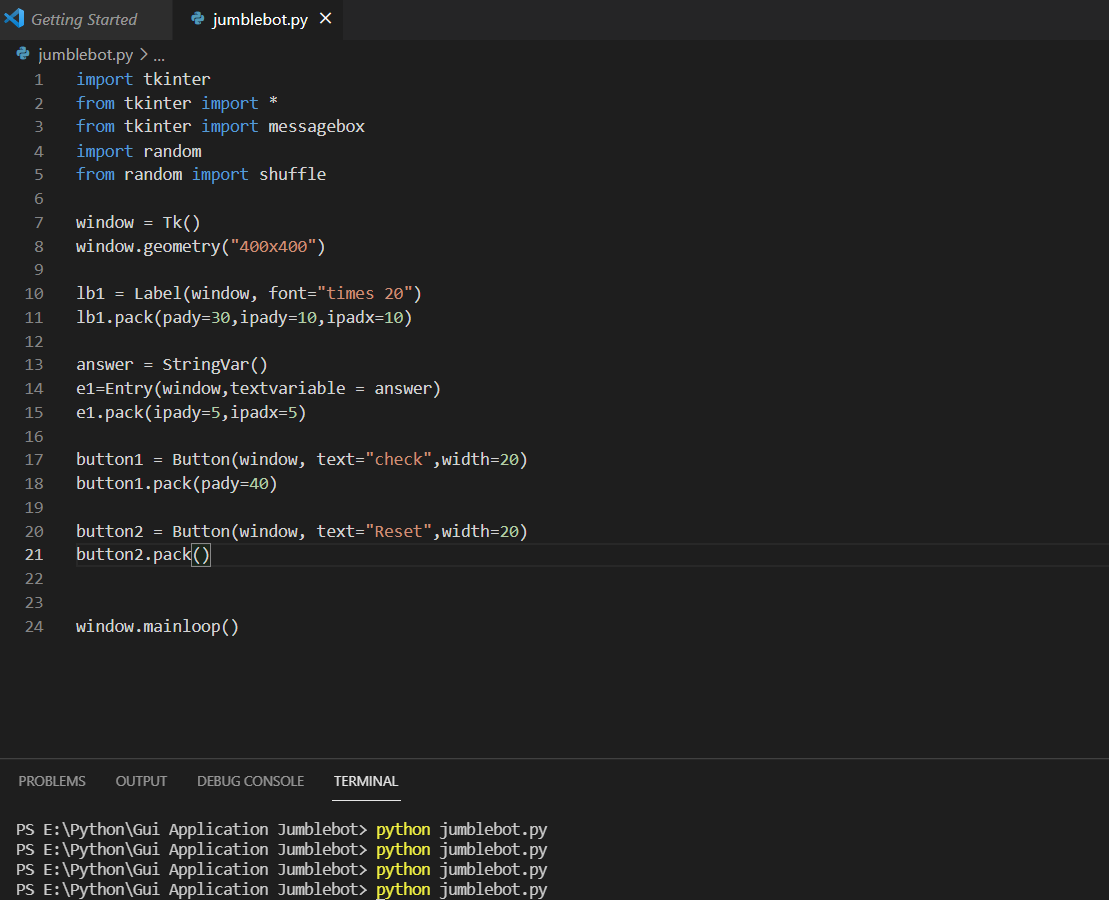 Getting Started jumblebot.py ×
jumblebot.py > ...
1 import tkinter
2 from tkinter import *
3 from tkinter import messagebox
4 import random
5 from random import shuffle
6
7 window = Tk()
8 window.geometry("400x400")
9
10 lb1 = Label(window, font="times 20")
11 lb1.pack(pady=30,ipady=10,ipadx=10)
12
13 answer = StringVar()
14 e1=Entry(window,textvariable = answer)
15 e1.pack(ipady=5,ipadx=5)
16
17 button1 = Button(window, text="check",width=20)
18 button1.pack(pady=40)
19
20 button2 = Button(window, text="Reset",width=20)
21 button2.pack()
22
23
24 window.mainloop()
PROBLEMS OUTPUT DEBUG CONSOLE TERMINAL
PS E:\Python\Gui Application Jumblebot> python jumblebot.py
PS E:\Python\Gui Application Jumblebot> python jumblebot.py
PS E:\Python\Gui Application Jumblebot> python jumblebot.py
PS E:\Python\Gui Application Jumblebot> python jumblebot.py